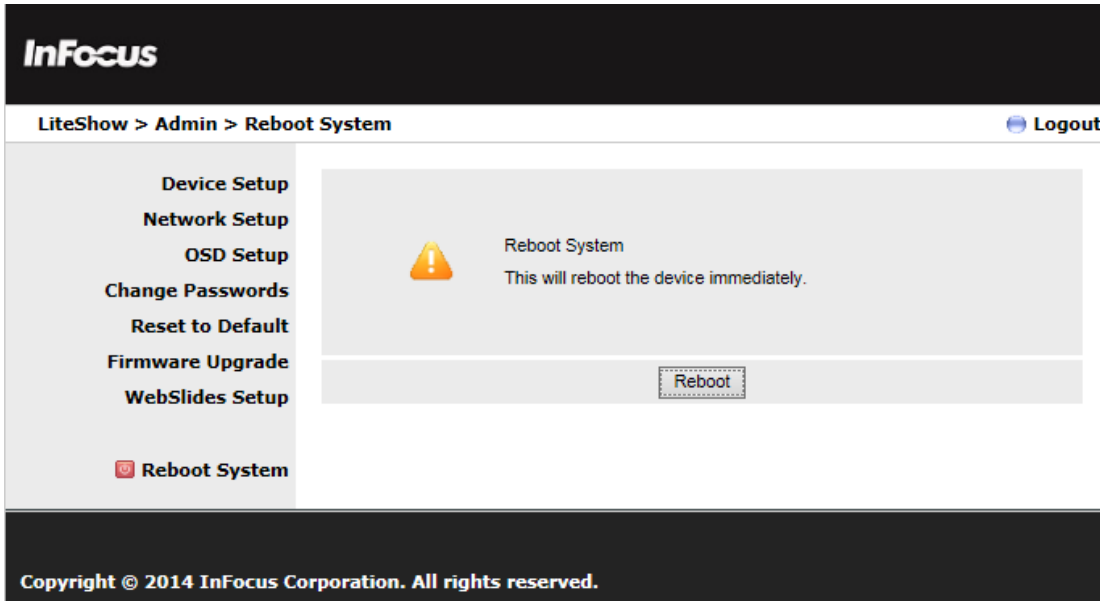 InFocus
LiteShow > Admin > Reboot System
Logout
Device Setup
Network Setup
OSD Setup
Change Passwords
Reset to Default
Firmware Upgrade
WebSlides Setup
Reboot System
Reboot System
This will reboot the device immediately.
Reboot
Copyright © 2014 InFocus Corporation. All rights reserved.